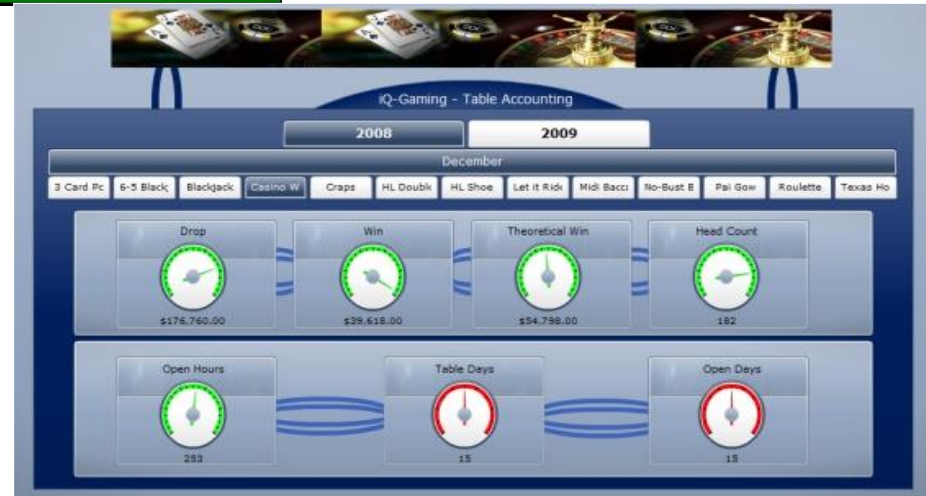 iQ-Gaming - Table Accounting
2008 2009
December
3 Card Pc 6-5 Black Blackjack Casino W Craps HL Double HL Shoe Let it Ride Midi Bacc No-Bust B Pai Gow Roulette Texas Ho
Drop Win Theoretical Win Head Count
$176,760.00 $39,618.00 $54,798.00 182
Open Hours Table Days Open Days
253 15 15